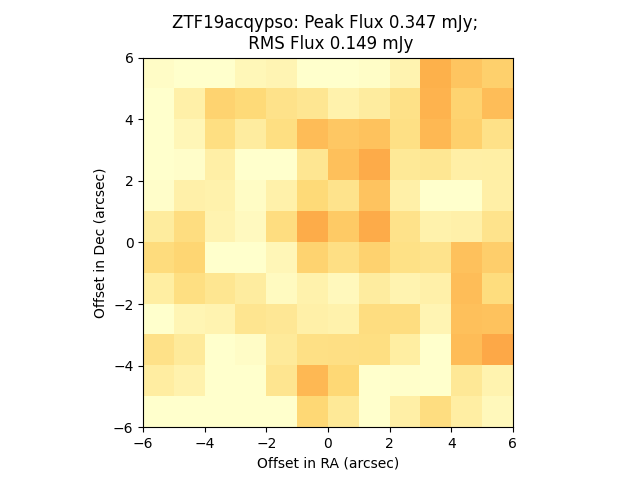 ZTF19acqypso: Peak Flux 0.347 mJy;
RMS Flux 0.149 mJy
6
4
2
0
−2
−4
−6
Offset in Dec (arcsec)
−6 −4 −2 0 2 4 6
Offset in RA (arcsec)